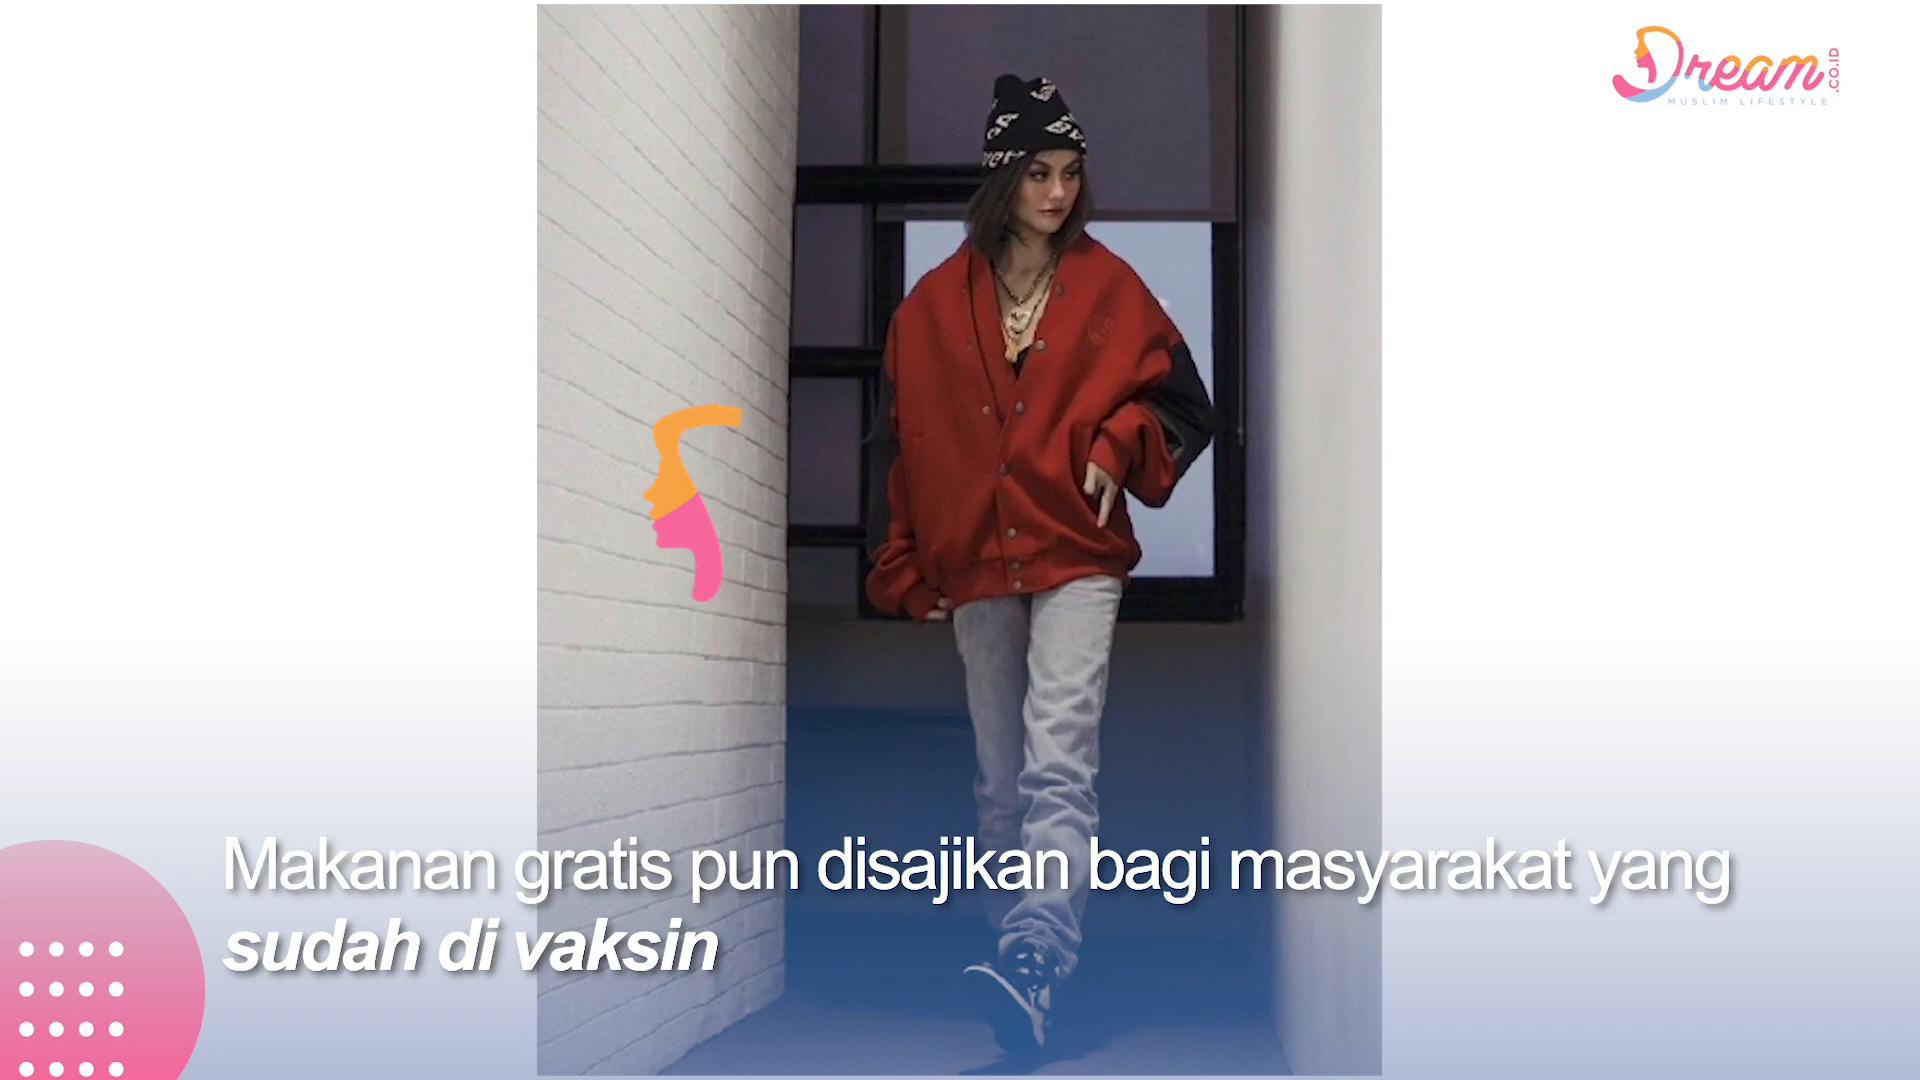 Dream
.CO.ID
MUSLIM LIFESTYLE
Makanan gratis pun disajikan bagi masyarakat yang
sudah di vaksin